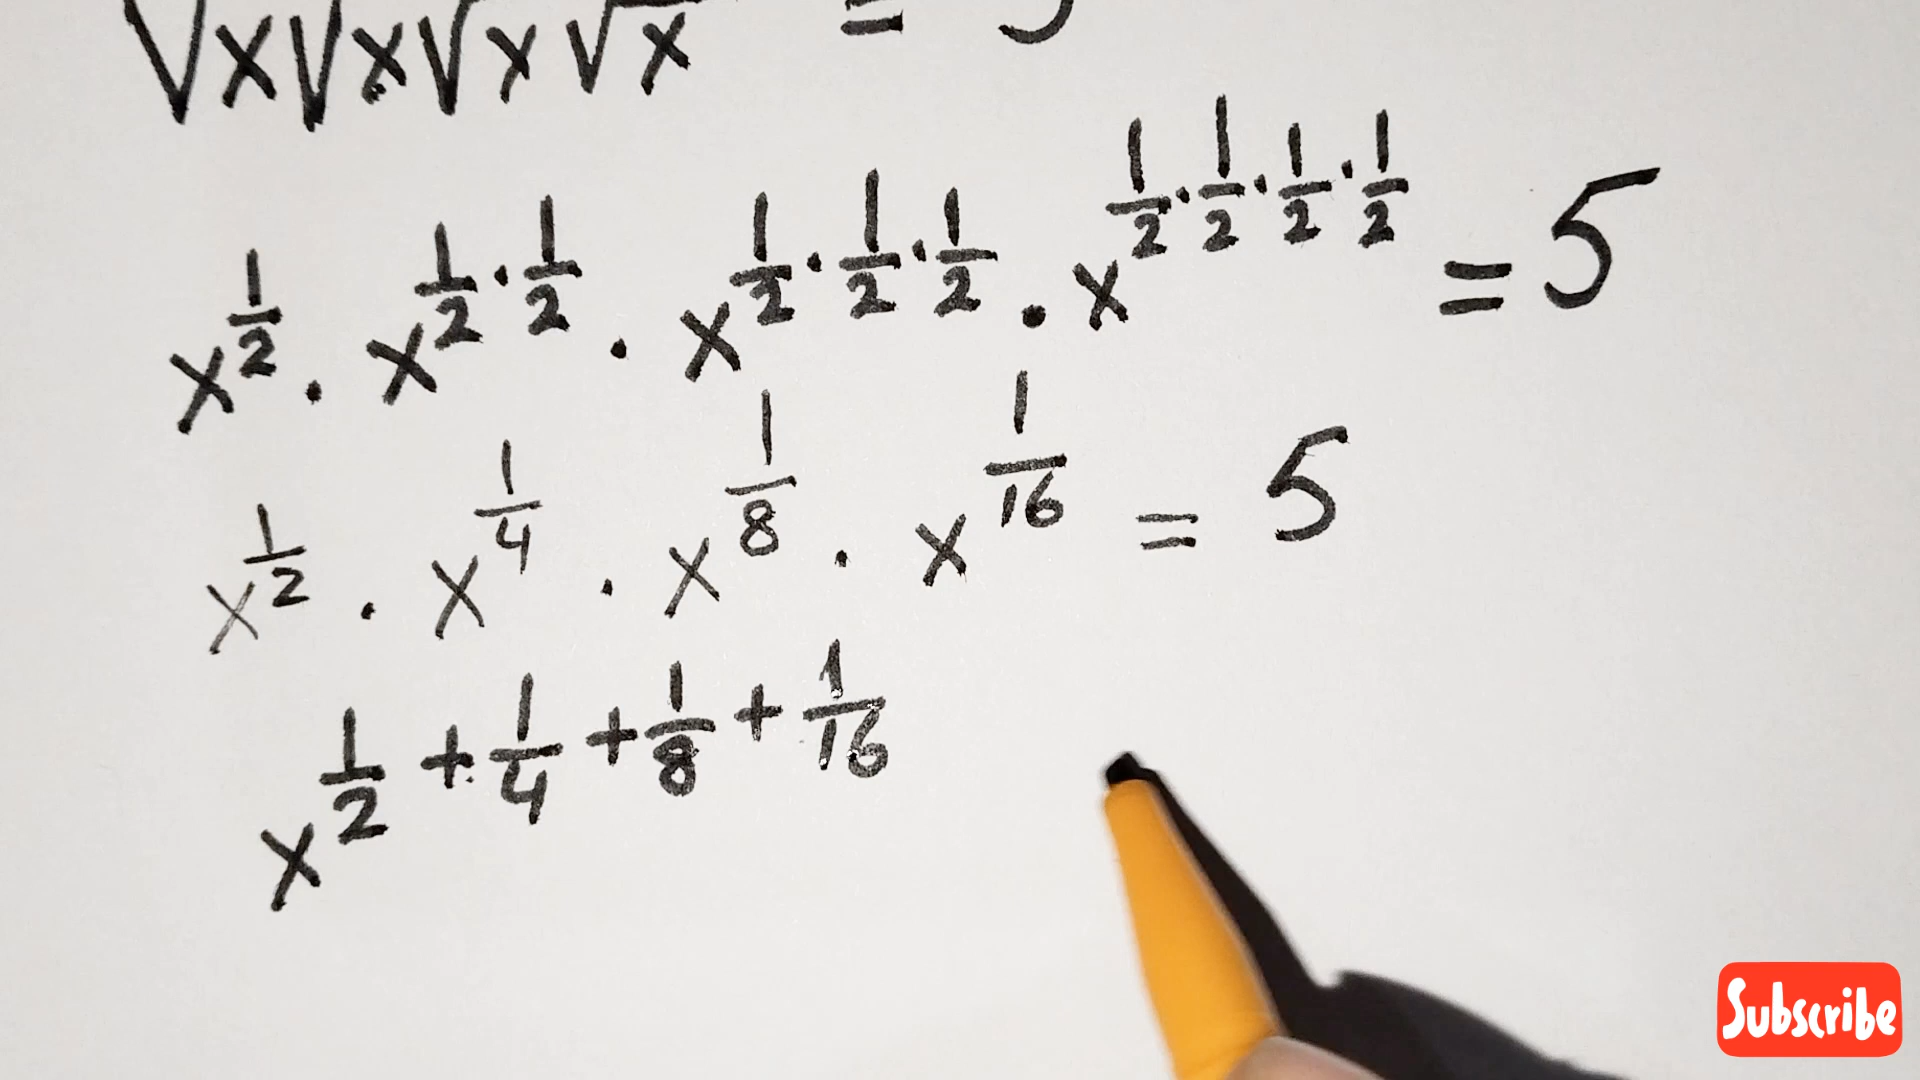 √x√x√x√x = 5
x^(1/2) · x^(1/2 · 1/2) · x^(1/2 · 1/2 · 1/2) · x^(1/2 · 1/2 · 1/2 · 1/2) = 5
x^(1/2) · x^(1/4) · x^(1/8) · x^(1/16) = 5
x^(1/2 + 1/4 + 1/8 + 1/16)
Subscribe